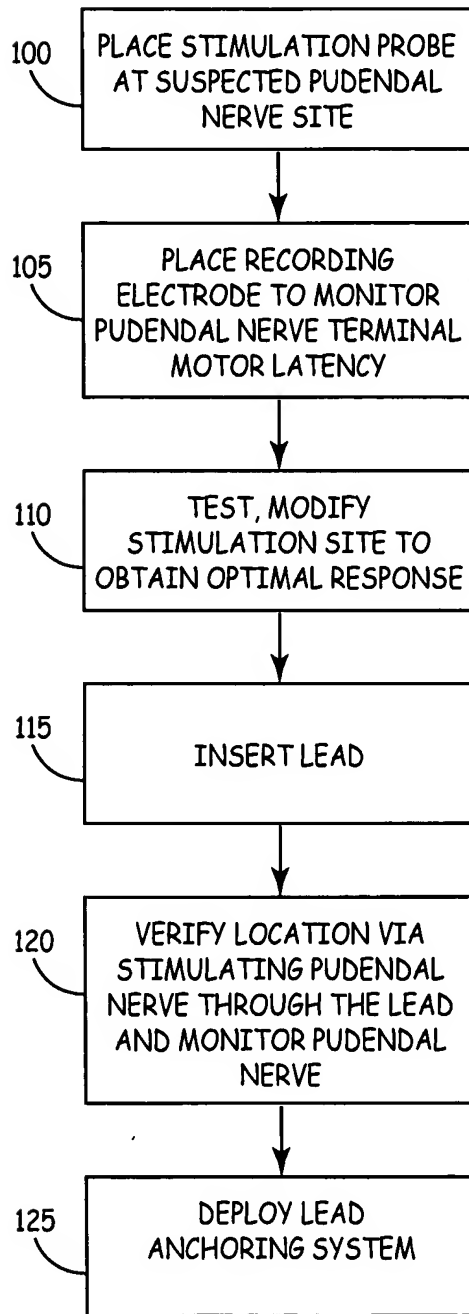 100
PLACE STIMULATION PROBE
AT SUSPECTED PUDENDAL
NERVE SITE
105
PLACE RECORDING
ELECTRODE TO MONITOR
PUDENDAL NERVE TERMINAL
MOTOR LATENCY
110
TEST, MODIFY
STIMULATION SITE TO
OBTAIN OPTIMAL RESPONSE
115
INSERT LEAD
120
VERIFY LOCATION VIA
STIMULATING PUDENDAL
NERVE THROUGH THE LEAD
AND MONITOR PUDENDAL
NERVE
125
DEPLOY LEAD
ANCHORING SYSTEM